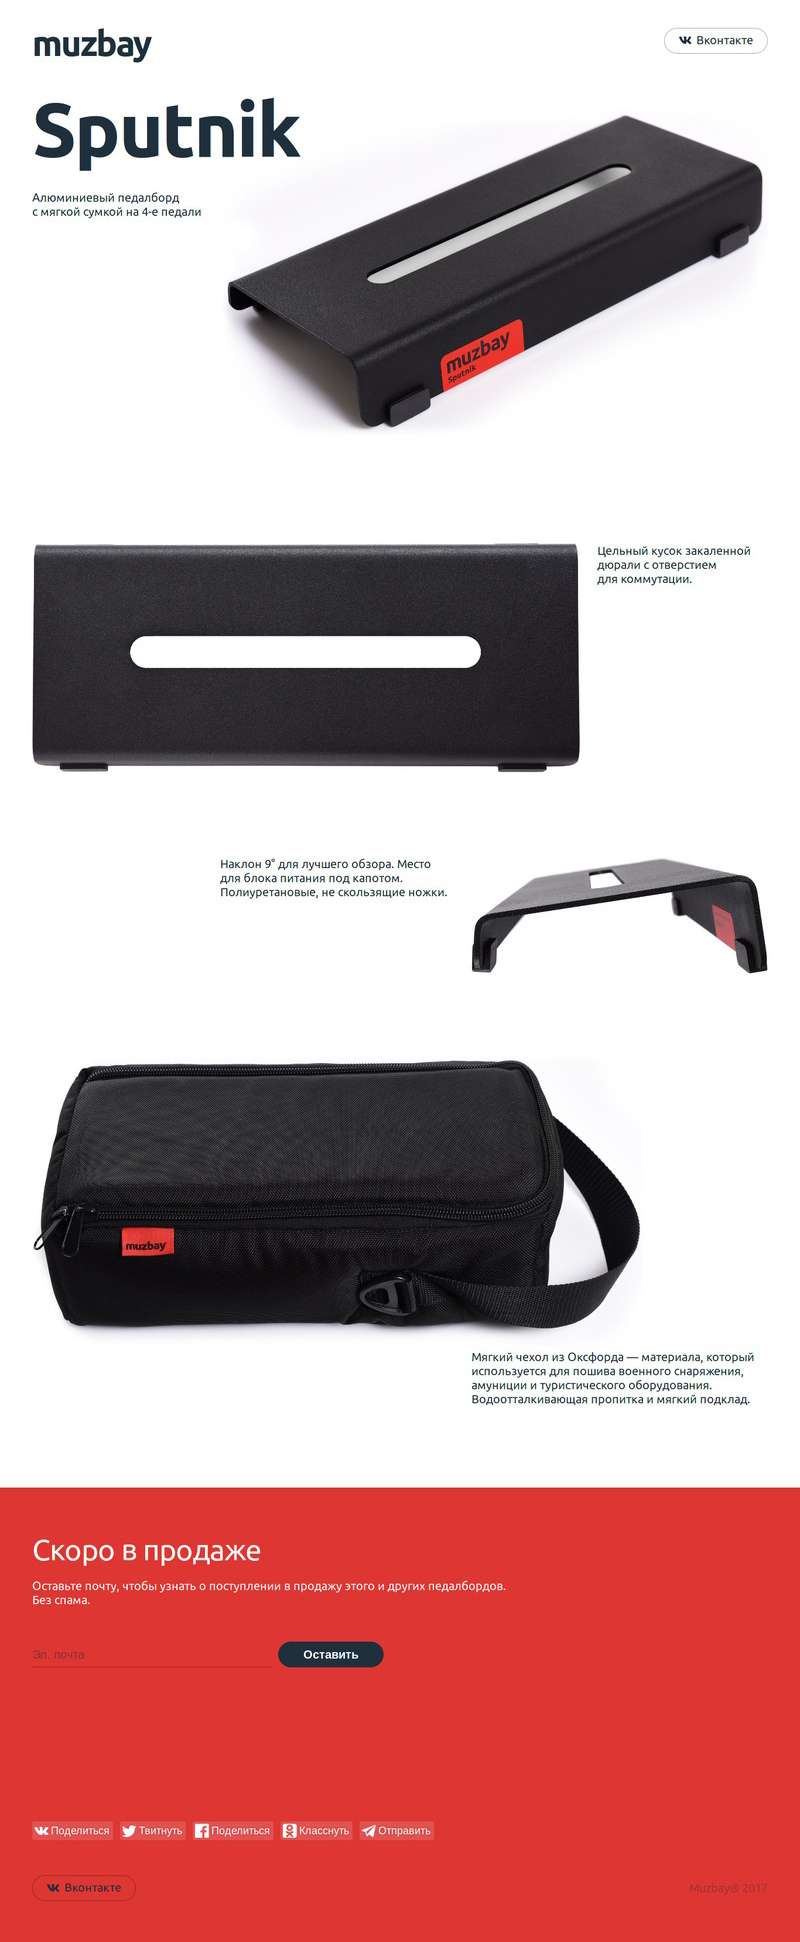 muzbay
Вконтакте
Sputnik
Алюминиевый педалборд
с мягкой сумкой на 4-е педали
muzbay
Sputnik
Цельный кусок закаленной
дюрали с отверстием
для коммутации.
Наклон 9° для лучшего обзора. Место
для блока питания под капотом.
Полиуретановые, не скользящие ножки.
muzbay
Мягкий чехол из Оксфорда — материала, который
используется для пошива военного снаряжения,
амуниции и туристического оборудования.
Водоотталкивающая пропитка и мягкий подклад.
Скоро в продаже
Оставьте почту, чтобы узнать о поступлении в продажу этого и других педалбордов.
Без спама.
Эл. почта
Оставить
Поделиться Твитнуть Поделиться Класснуть Отправить
Вконтакте
Muzbay® 2017